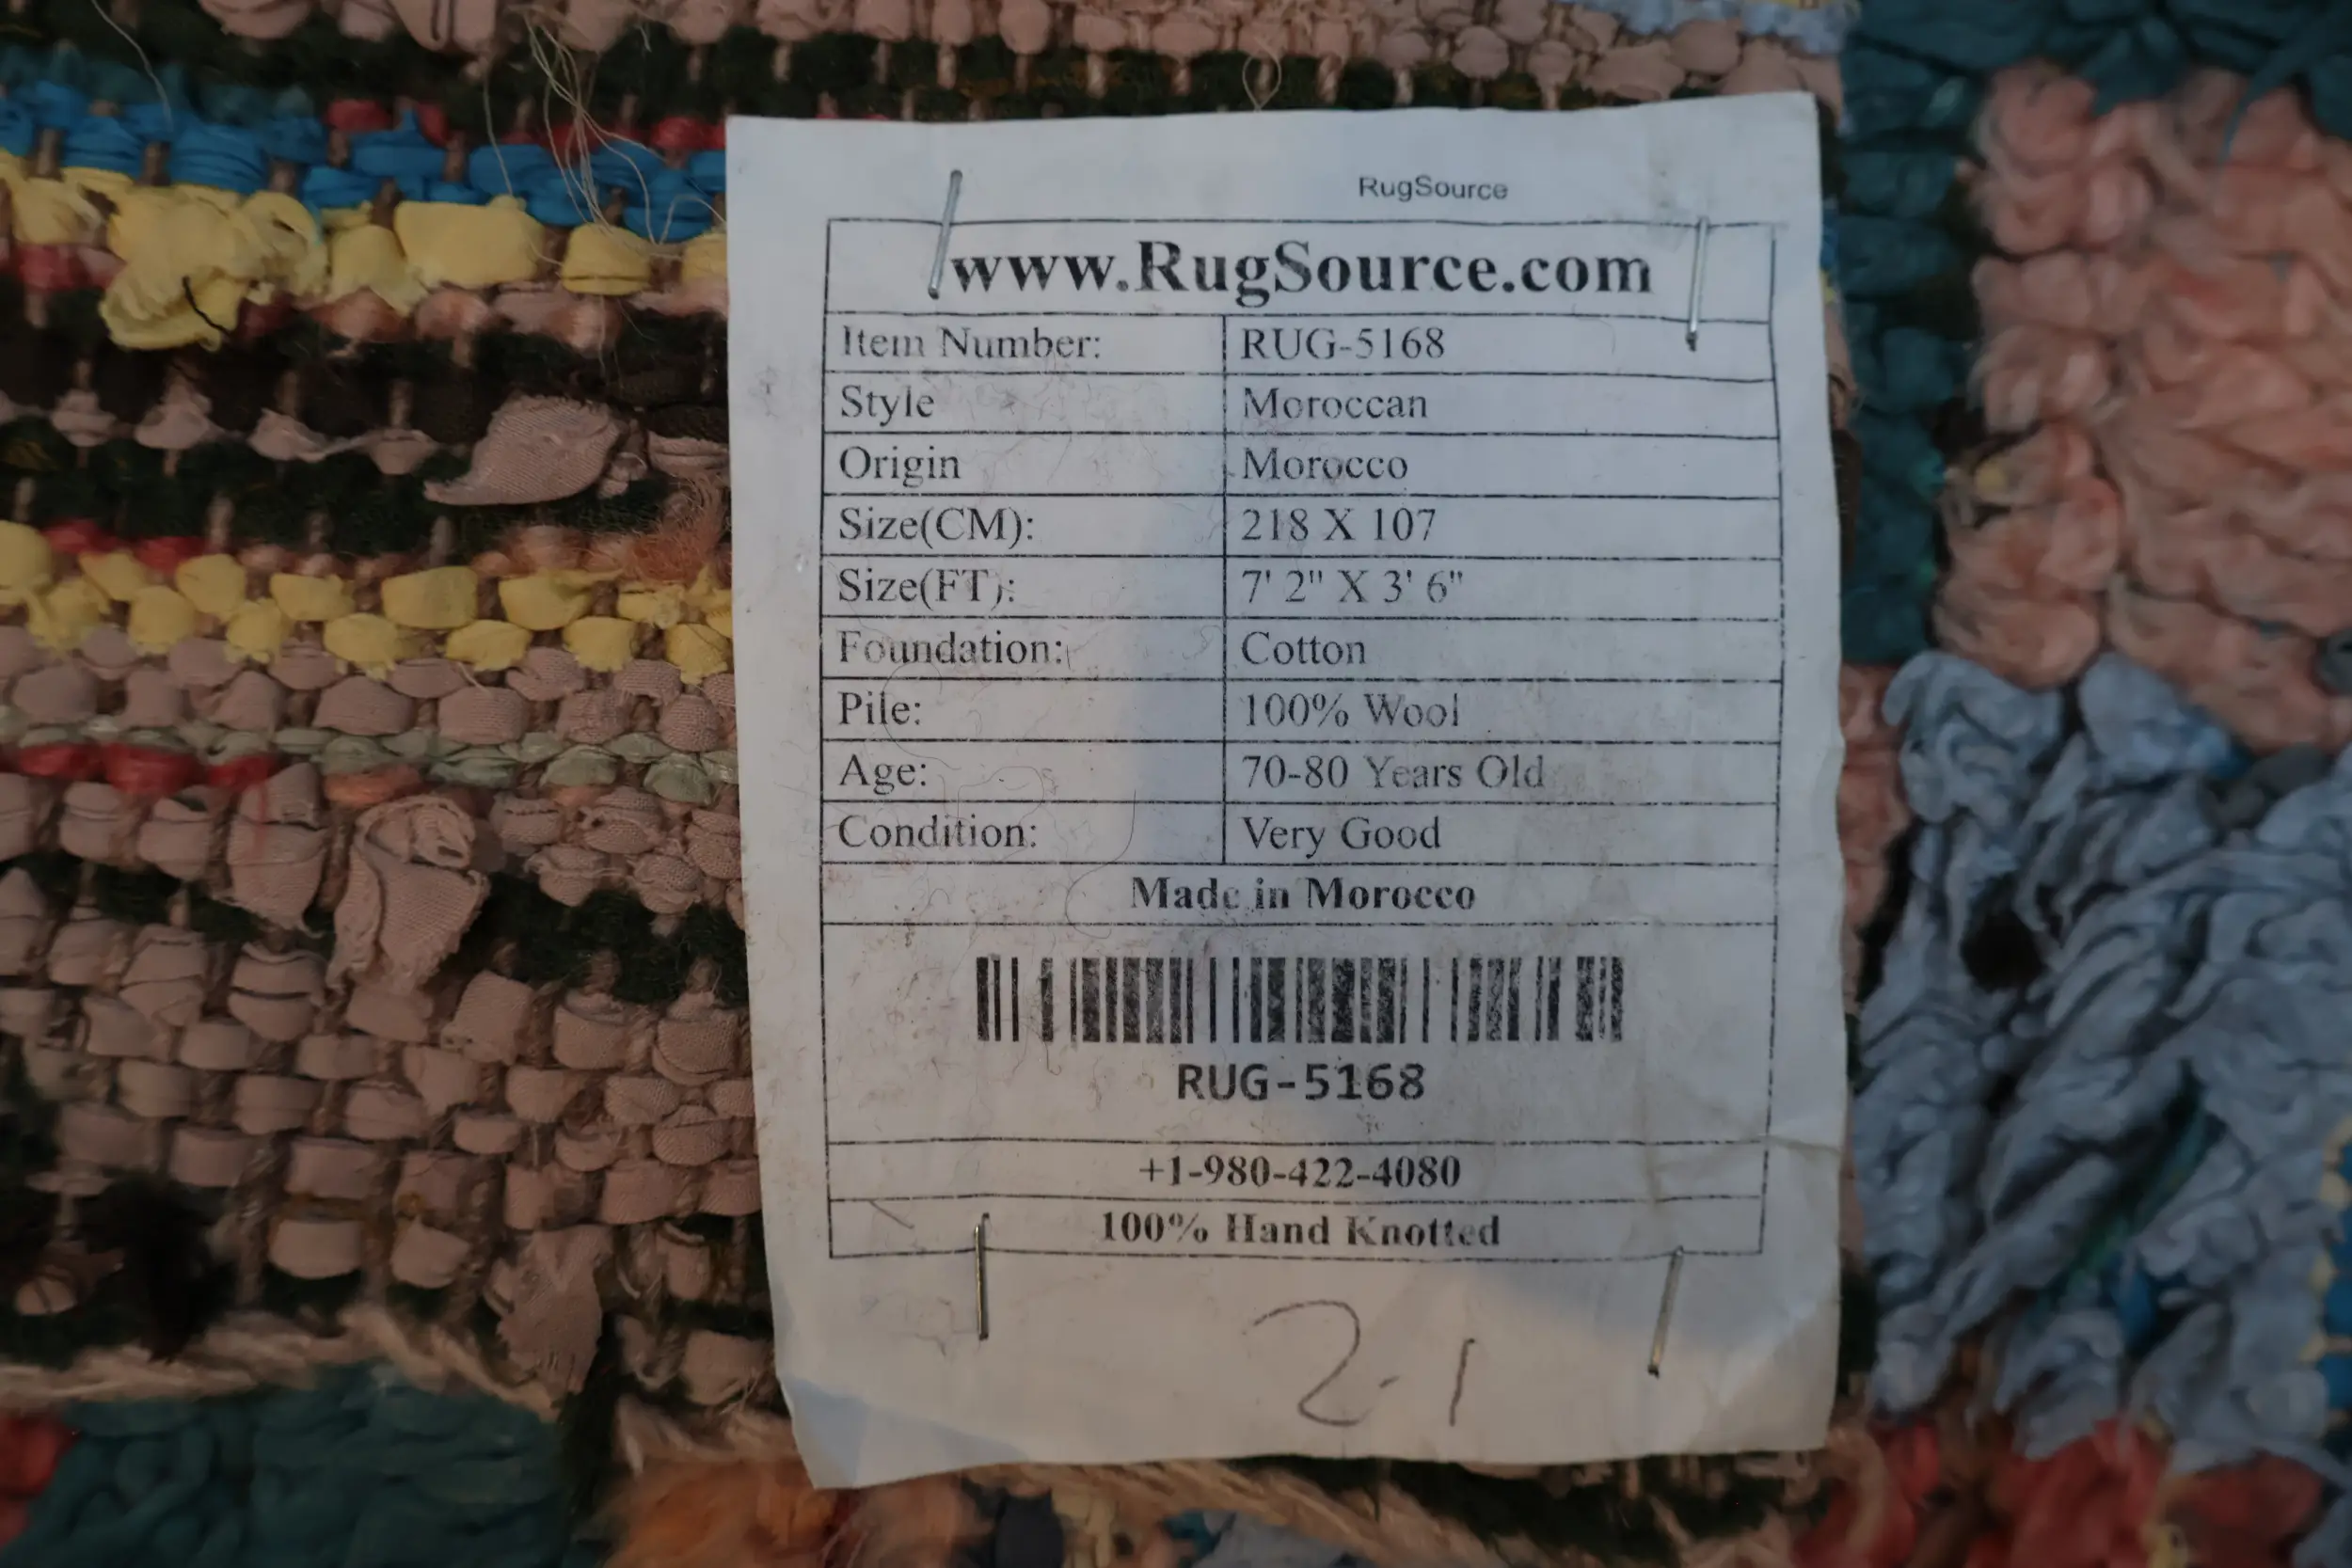 RugSource
www.RugSource.com
Item Number: RUG-5168
Style Moroccan
Origin Morocco
Size(CM): 218 X 107
Size(FT): 7' 2" X 3' 6"
Foundation: Cotton
Pile: 100% Wool
Age: 70-80 Years Old
Condition: Very Good
Made in Morocco
RUG-5168
+1-980-422-4080
100% Hand Knotted
2.1